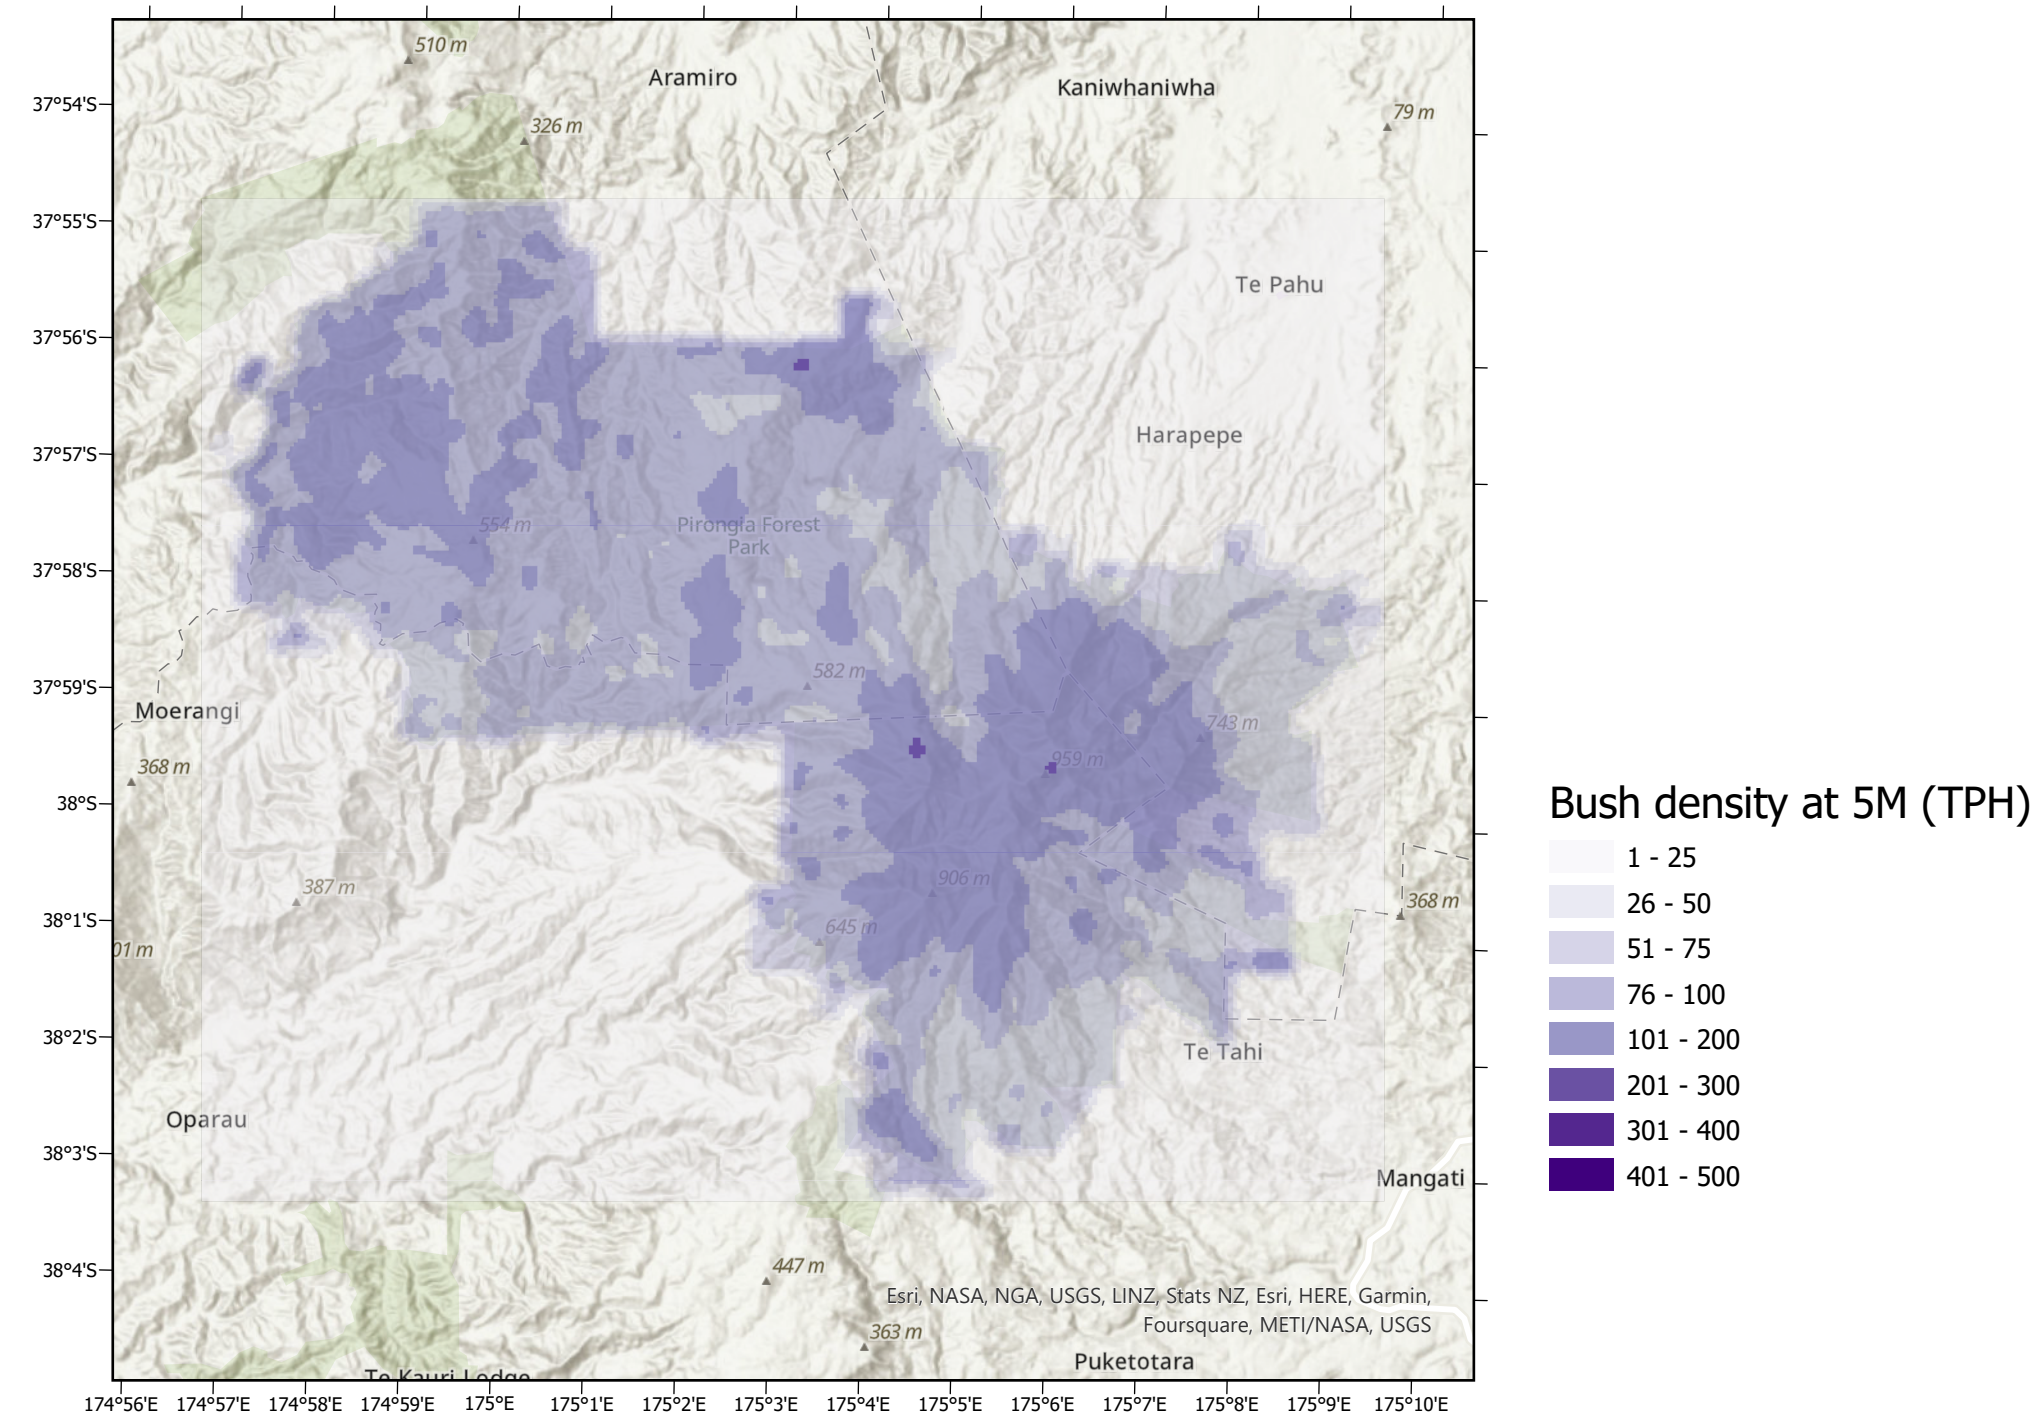 510 m
Aramiro
Kaniwhaniwha
37°54'S
79 m
326 m
37°55'S
Te Pahu
37°56'S
Harapepe
37°57'S
554 m
Pirongia Forest
Park
37°58'S
582 m
37°59'S
Moerangi
743 m
959 m
368 m
38°S
Bush density at 5M (TPH)
1 - 25
26 - 50
51 - 75
76 - 100
101 - 200
201 - 300
301 - 400
401 - 500
387 m
906 m
368 m
38°1'S
645 m
01 m
38°2'S
Te Tahi
Oparau
38°3'S
Mangati
38°4'S
447 m
Esri, NASA, NGA, USGS, LINZ, Stats NZ, Esri, HERE, Garmin,
Foursquare, METI/NASA, USGS
363 m
Puketotara
Te Kauri Lodge
174°56'E 174°57'E 174°58'E 174°59'E 175°E 175°1'E 175°2'E 175°3'E 175°4'E 175°5'E 175°6'E 175°7'E 175°8'E 175°9'E 175°10'E